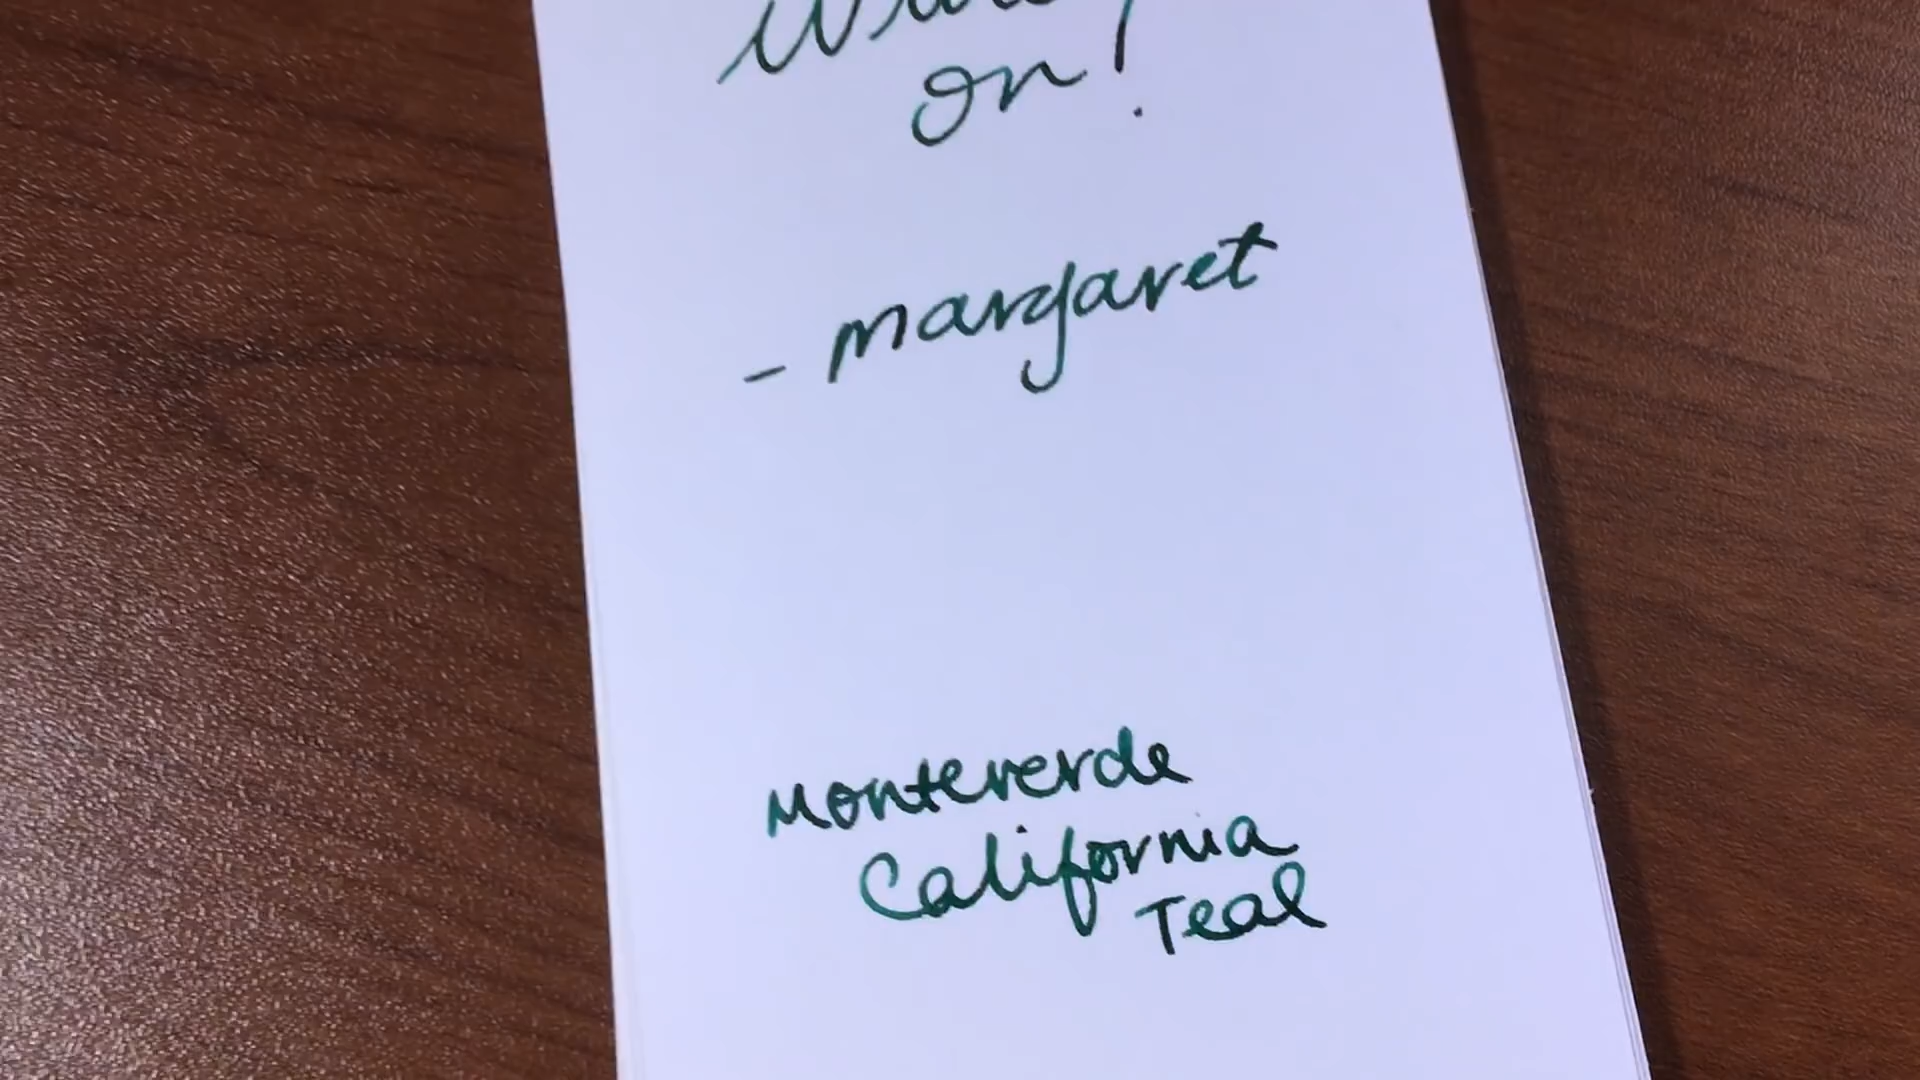 on!
- margaret
Monteverde
California
Teal